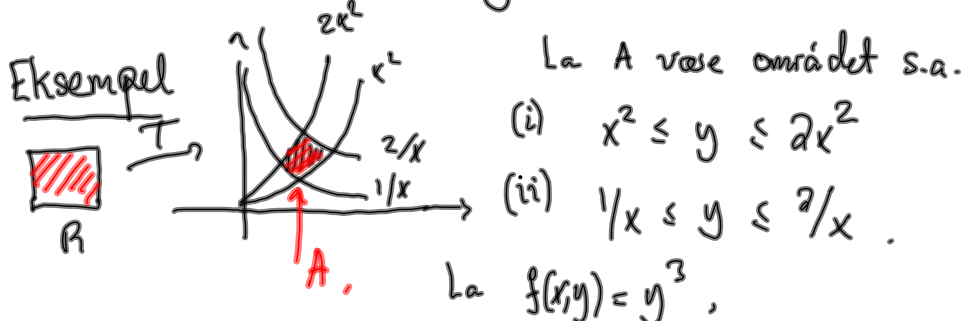 Eksempel
T
R
2x²
x²
2/x
1/x
A.
La A være området s.a.
(i) x² ≤ y ≤ 2x²
(ii) 1/x ≤ y ≤ 2/x .
La f(x,y) = y³ ,